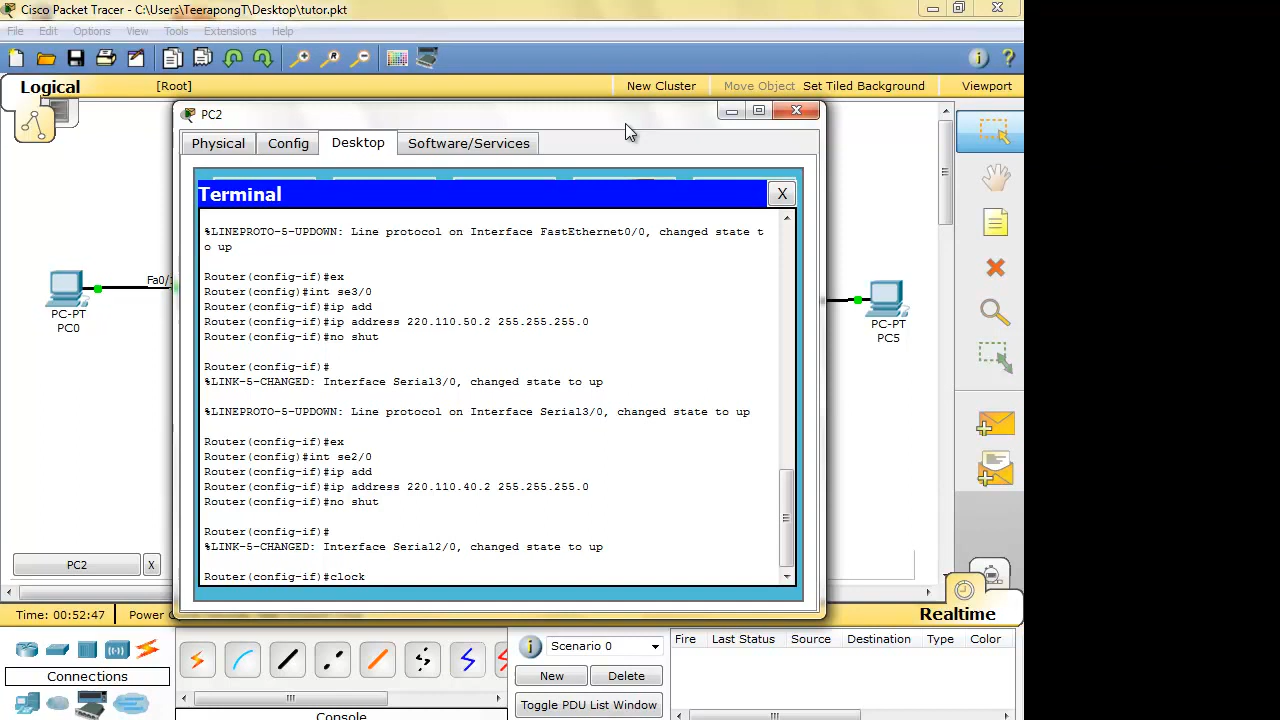 Cisco Packet Tracer - C:\Users\TeerapongT\Desktop\tutor.pkt
File Edit Options View Tools Extensions Help
Logical [Root] New Cluster Move Object Set Tiled Background Viewport
PC2
Physical Config Desktop Software/Services
Terminal X
%LINEPROTO-5-UPDOWN: Line protocol on Interface FastEthernet0/0, changed state t
o up
Router(config-if)#ex
Router(config)#int se3/0
Router(config-if)#ip add
Router(config-if)#ip address 220.110.50.2 255.255.255.0
Router(config-if)#no shut
Router(config-if)#
%LINK-5-CHANGED: Interface Serial3/0, changed state to up
%LINEPROTO-5-UPDOWN: Line protocol on Interface Serial3/0, changed state to up
Router(config-if)#ex
Router(config)#int se2/0
Router(config-if)#ip add
Router(config-if)#ip address 220.110.40.2 255.255.255.0
Router(config-if)#no shut
Router(config-if)#
%LINK-5-CHANGED: Interface Serial2/0, changed state to up
Router(config-if)#clock
Fa0/
PC-PT
PC0
PC-PT
PC5
PC2 X
Time: 00:52:47 Power
Realtime
Connections
Console
Scenario 0
New Delete
Toggle PDU List Window
Fire Last Status Source Destination Type Color